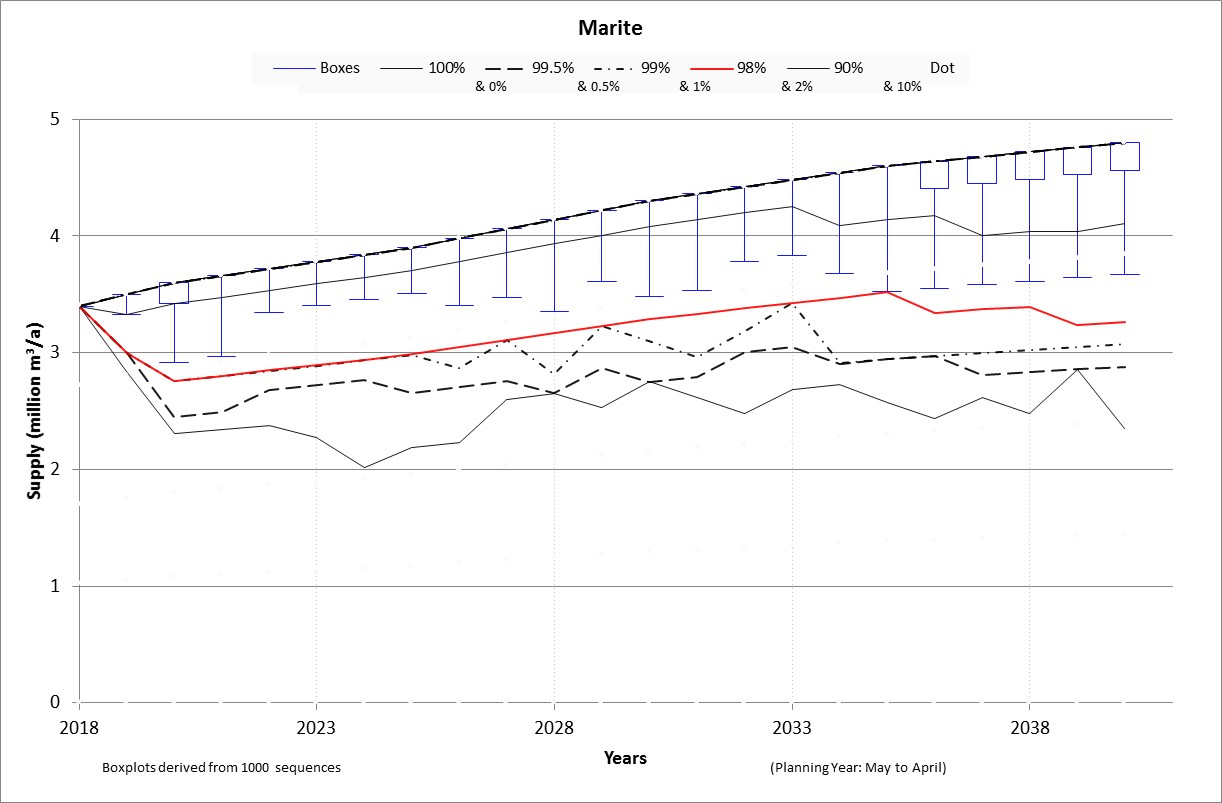 Marite
Boxes 100% 99.5% 99% 98% 90% Dot
& 0% & 0.5% & 1% & 2% & 10%
5
4
3
2
1
0
Supply (million m³/a)
2018 2023 2028 2033 2038
Years
Boxplots derived from 1000 sequences (Planning Year: May to April)